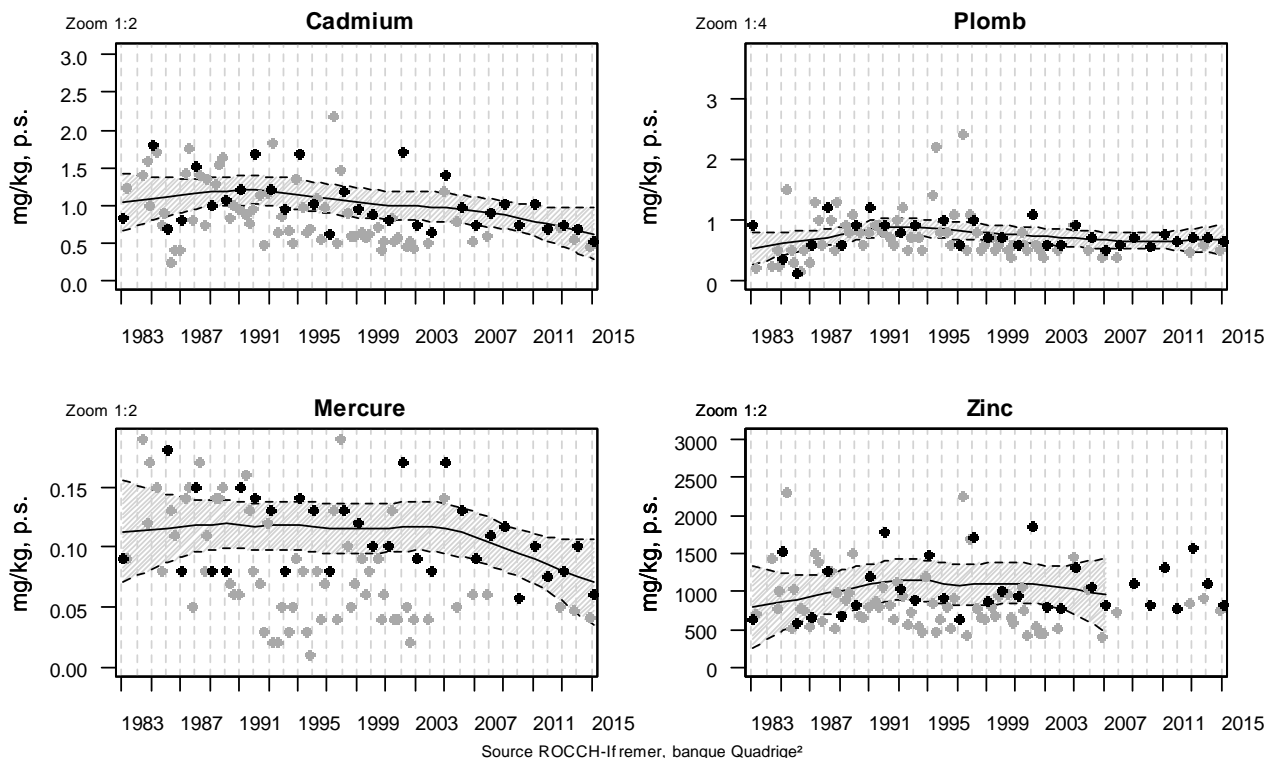 Zoom 1:2
Cadmium
mg/kg, p.s.
3.0
2.5
2.0
1.5
1.0
0.5
0.0
1983 1987 1991 1995 1999 2003 2007 2011 2015
Zoom 1:4
Plomb
mg/kg, p.s.
3
2
1
0
1983 1987 1991 1995 1999 2003 2007 2011 2015
Zoom 1:2
Mercure
mg/kg, p.s.
0.15
0.10
0.05
0.00
1983 1987 1991 1995 1999 2003 2007 2011 2015
Zoom 1:2
Zinc
mg/kg, p.s.
3000
2500
2000
1500
1000
500
0
1983 1987 1991 1995 1999 2003 2007 2011 2015
Source ROCCH-Ifremer, banque Quadrige²